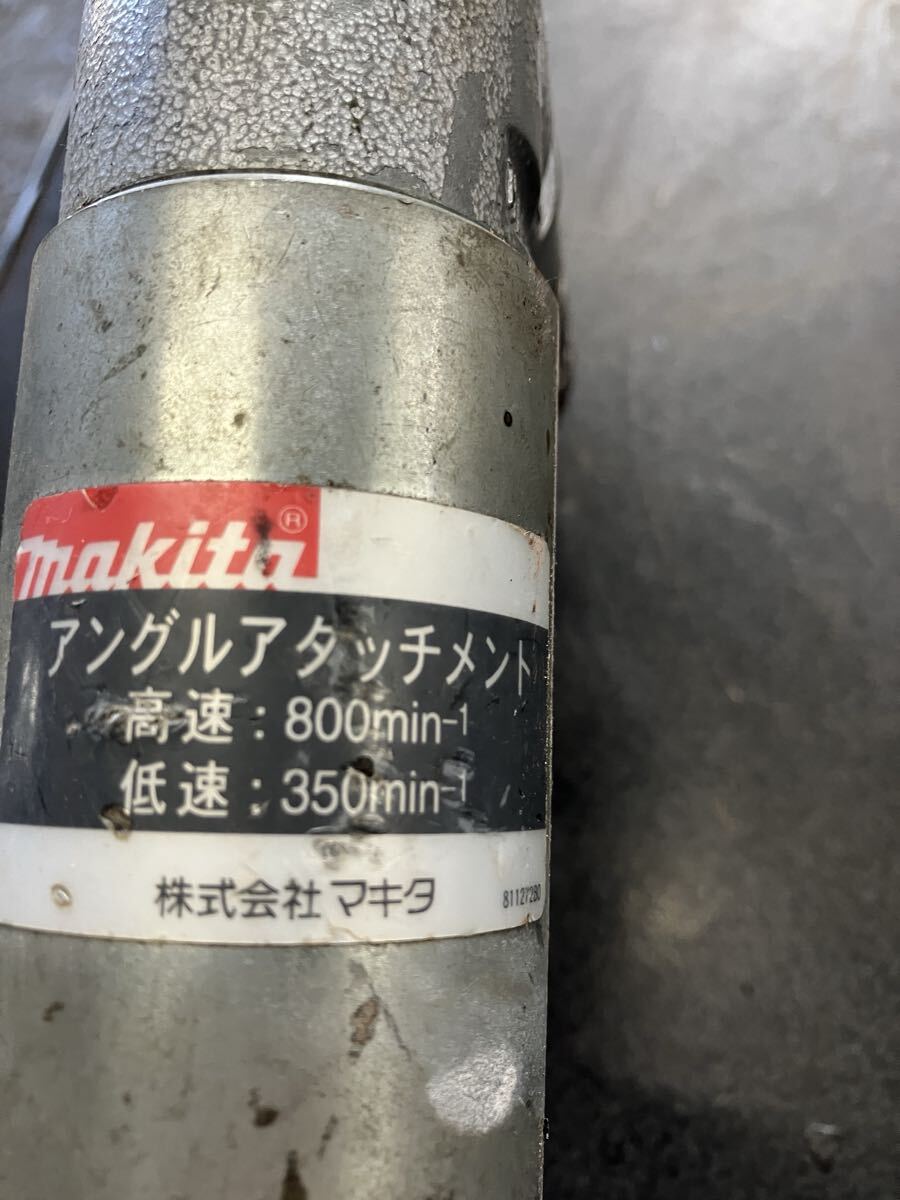 makita®
アングルアタッチメント
高速：800min-1
低速：350min-1
株式会社 マキタ
81127280